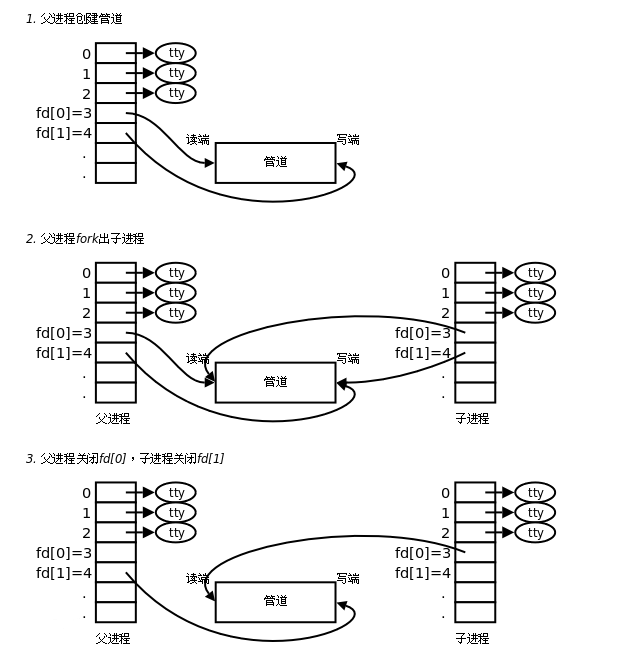 1. 父进程创建管道
0 tty
1 tty
2 tty
fd[0]=3
fd[1]=4 读端 写端
. 管道
.
2. 父进程fork出子进程
0 tty 0 tty
1 tty 1 tty
2 tty 2 tty
fd[0]=3 fd[0]=3
fd[1]=4 读端 写端 fd[1]=4
. 管道 .
. .
父进程 子进程
3. 父进程关闭fd[0]，子进程关闭fd[1]
0 tty 0 tty
1 tty 1 tty
2 tty 2 tty
fd[0]=3 fd[0]=3
fd[1]=4 读端 写端 fd[1]=4
. 管道 .
. .
父进程 子进程